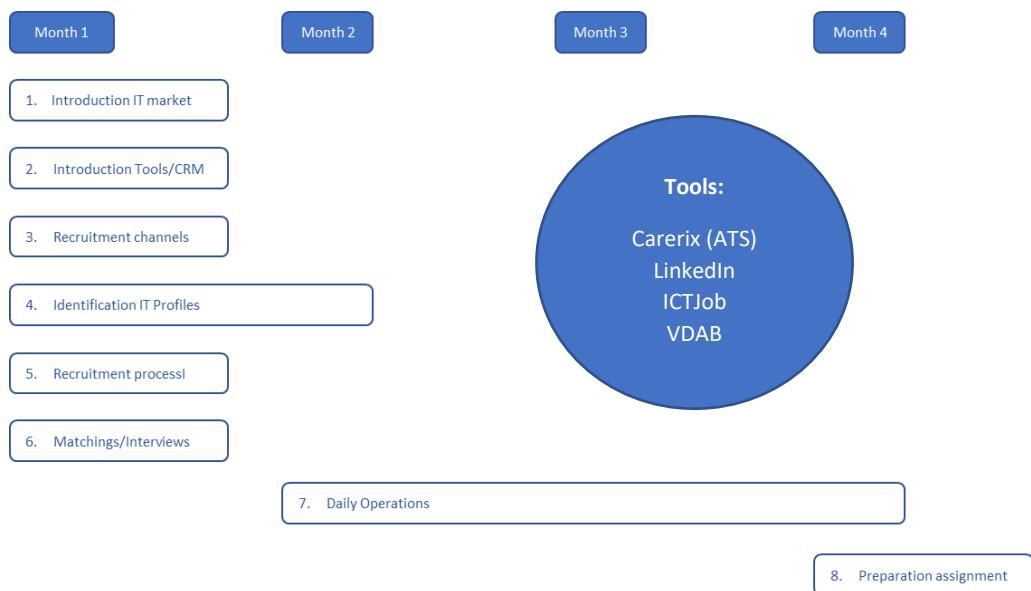 Month 1
Month 2
Month 3
Month 4
1. Introduction IT market
2. Introduction Tools/CRM
3. Recruitment channels
4. Identification IT Profiles
5. Recruitment processI
6. Matchings/Interviews
Tools:
Carerix (ATS)
LinkedIn
ICTJob
VDAB
7. Daily Operations
8. Preparation assignment